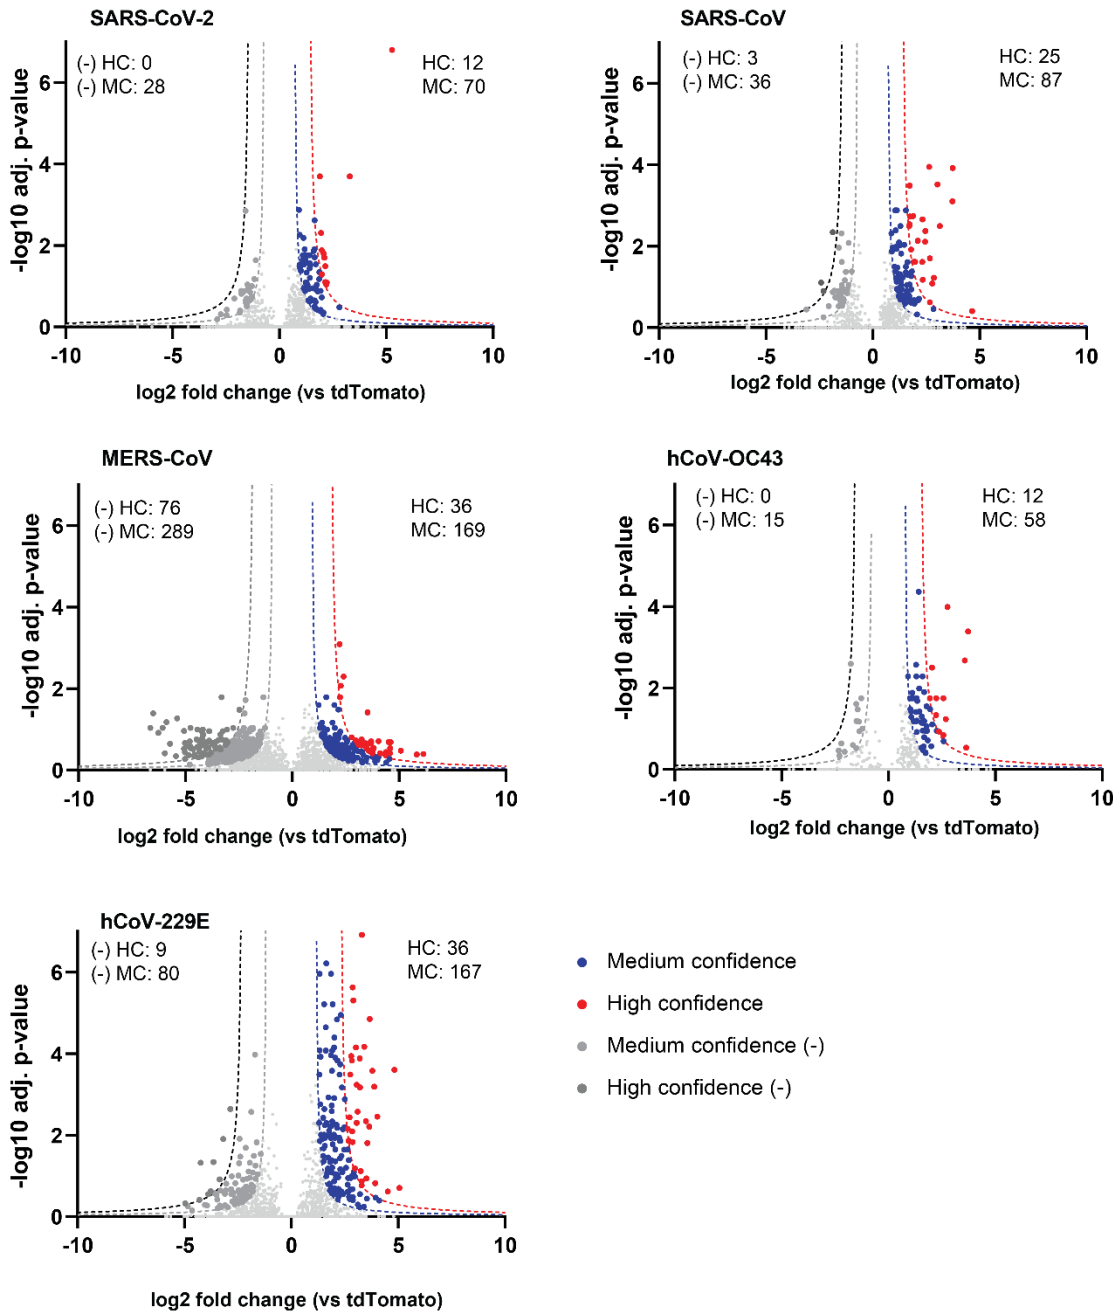 SARS-CoV-2
(-) HC: 0
(-) MC: 28
HC: 12
MC: 70
-log10 adj. p-value
6
4
2
0
-10
-5
0
5
10
log2 fold change (vs tdTomato)
SARS-CoV
(-) HC: 3
(-) MC: 36
HC: 25
MC: 87
-log10 adj. p-value
6
4
2
0
-10
-5
0
5
10
log2 fold change (vs tdTomato)
MERS-CoV
(-) HC: 76
(-) MC: 289
HC: 36
MC: 169
-log10 adj. p-value
6
4
2
0
-10
-5
0
5
10
log2 fold change (vs tdTomato)
hCoV-OC43
(-) HC: 0
(-) MC: 15
HC: 12
MC: 58
-log10 adj. p-value
6
4
2
0
-10
-5
0
5
10
log2 fold change (vs tdTomato)
hCoV-229E
(-) HC: 9
(-) MC: 80
HC: 36
MC: 167
-log10 adj. p-value
6
4
2
0
-10
-5
0
5
10
log2 fold change (vs tdTomato)
Medium confidence
High confidence
Medium confidence (-)
High confidence (-)